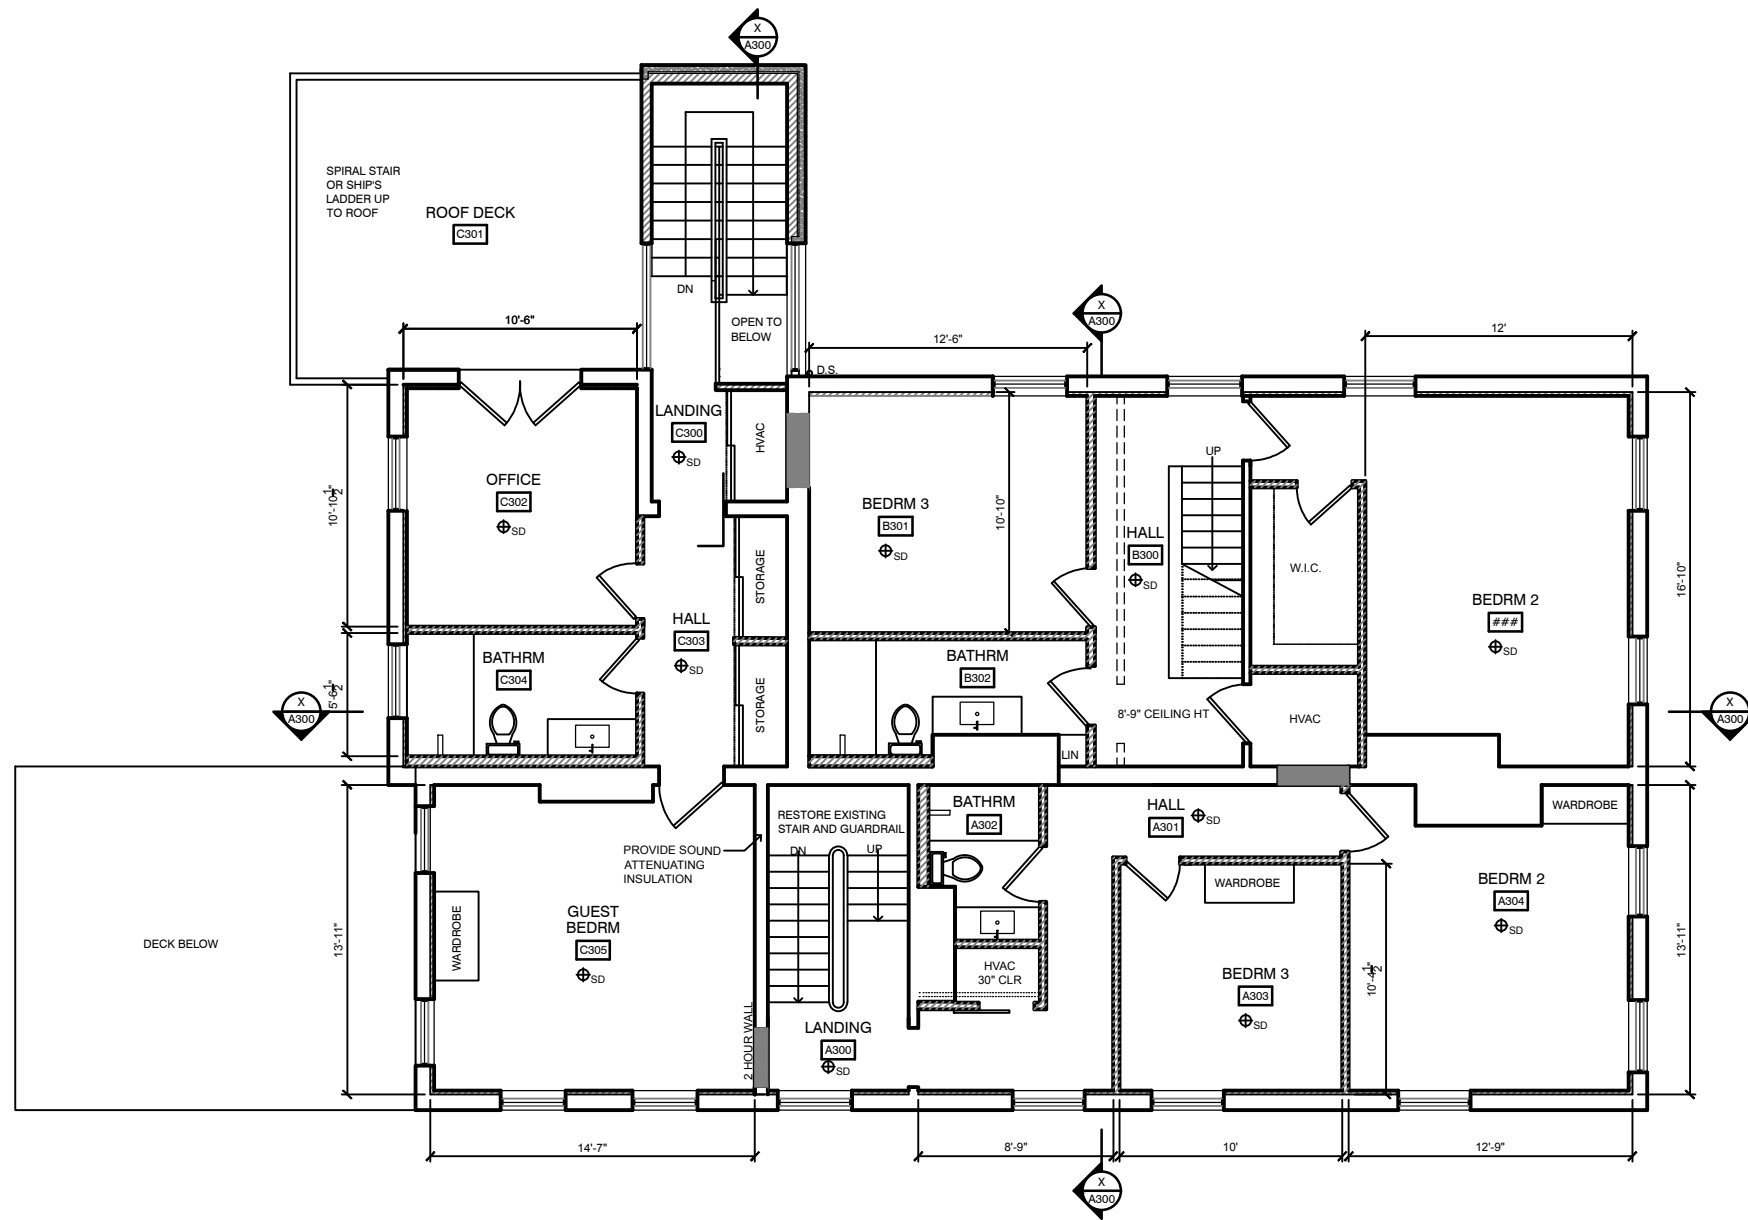 X
A300
SPIRAL STAIR
OR SHIP'S
LADDER UP
TO ROOF
ROOF DECK
C301
DN
OPEN TO
BELOW
10'-6"
X
A300
12'-6"
12'
D.S.
LANDING
C300
SD
HVAC
OFFICE
C302
SD
10'-10 1/2"
BEDRM 3
B301
SD
10'-10"
UP
HALL
B300
SD
W.I.C.
BEDRM 2
###
SD
16'-10"
STORAGE
HALL
C303
SD
BATHRM
C304
5'-6 1/2"
STORAGE
BATHRM
B302
8'-9" CEILING HT
HVAC
LIN
X
A300
X
A300
DECK BELOW
13'-11"
RESTORE EXISTING
STAIR AND GUARDRAIL
DN
UP
PROVIDE SOUND
ATTENUATING
INSULATION
WARDROBE
GUEST
BEDRM
C305
SD
2 HOUR WALL
LANDING
A300
SD
BATHRM
A302
HVAC
30" CLR
HALL
A301
SD
WARDROBE
BEDRM 3
A303
SD
10'-4 1/2"
WARDROBE
BEDRM 2
A304
SD
13'-11"
14'-7"
8'-9"
10'
12'-9"
X
A300